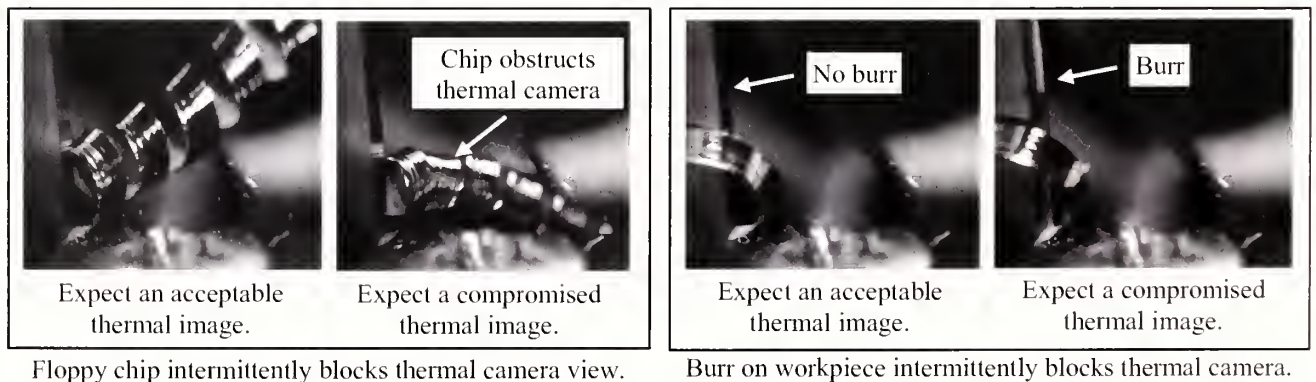 Chip obstructs
thermal camera
No burr
Burr
Expect an acceptable
thermal image.
Expect a compromised
thermal image.
Expect an acceptable
thermal image.
Expect a compromised
thermal image.
Floppy chip intermittently blocks thermal camera view.
Burr on workpiece intermittently blocks thermal camera.